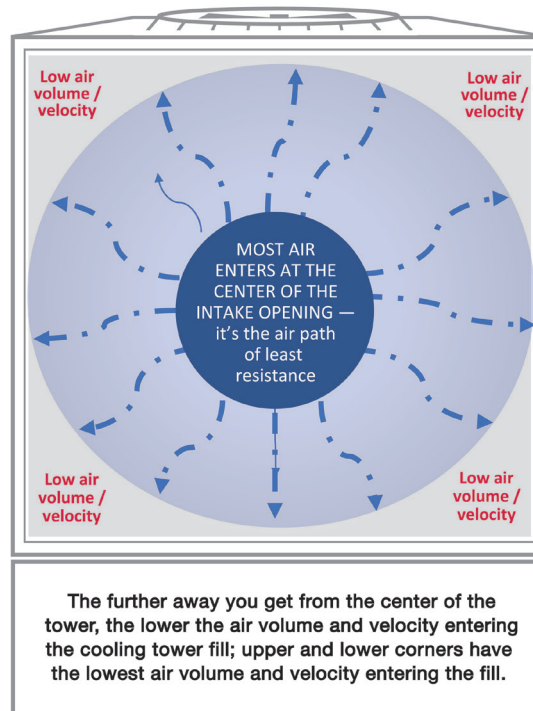 Low air
volume /
velocity
Low air
volume /
velocity
MOST AIR
ENTERS AT THE
CENTER OF THE
INTAKE OPENING —
it's the air path
of least
resistance
Low air
volume /
velocity
Low air
volume /
velocity
The further away you get from the center of the
tower, the lower the air volume and velocity entering
the cooling tower fill; upper and lower corners have
the lowest air volume and velocity entering the fill.